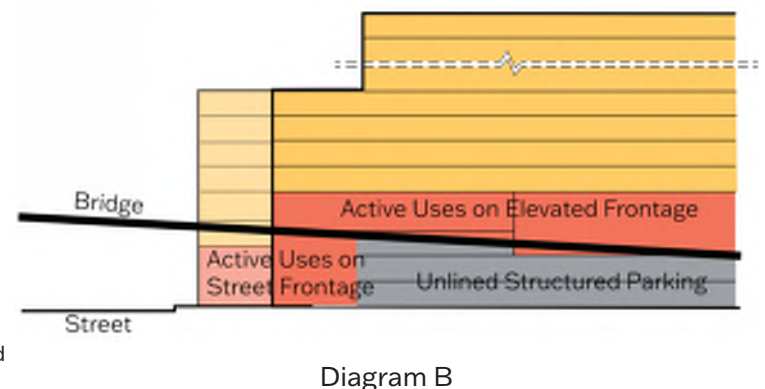 Active Uses on Elevated Frontage
Bridge
Active Uses on
Street Frontage
Unlined Structured Parking
Street
d
Diagram B